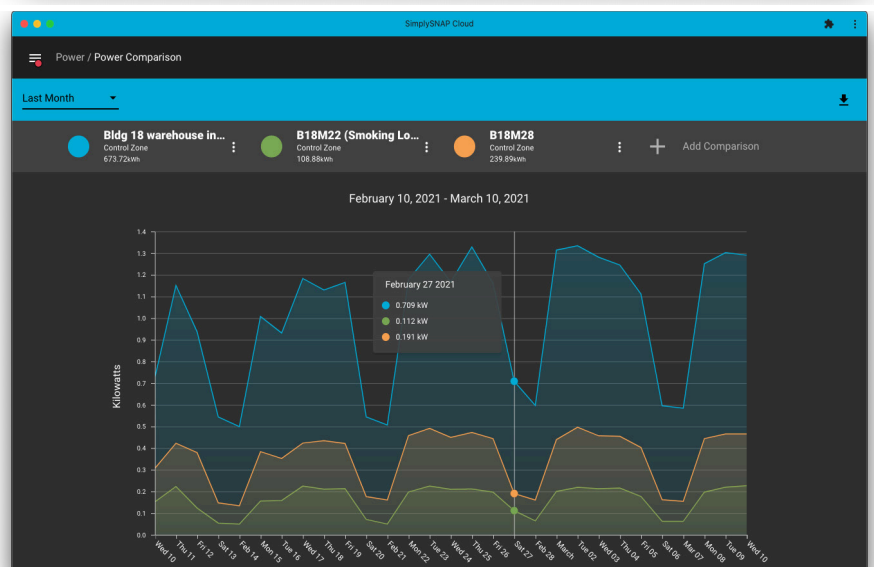 SimplySNAP Cloud
Power / Power Comparison
Last Month
Bldg 18 warehouse in...
Control Zone
673.72kWh
B18M22 (Smoking Lo...
Control Zone
108.88kWh
B18M28
Control Zone
239.89kWh
Add Comparison
February 10, 2021 - March 10, 2021
Kilowatts
1.4
1.3
1.2
1.1
1.0
0.9
0.8
0.7
0.6
0.5
0.4
0.3
0.2
0.1
0.0
February 27 2021
0.709 kW
0.112 kW
0.191 kW
Wed 10
Thu 11
Fri 12
Sat 13
Feb 14
Mon 15
Tue 16
Wed 17
Thu 18
Fri 19
Sat 20
Feb 21
Mon 22
Tue 23
Wed 24
Thu 25
Fri 26
Sat 27
Feb 28
March
Tue 02
Wed 03
Thu 04
Fri 05
Sat 06
Mar 07
Mon 08
Tue 09
Wed 10